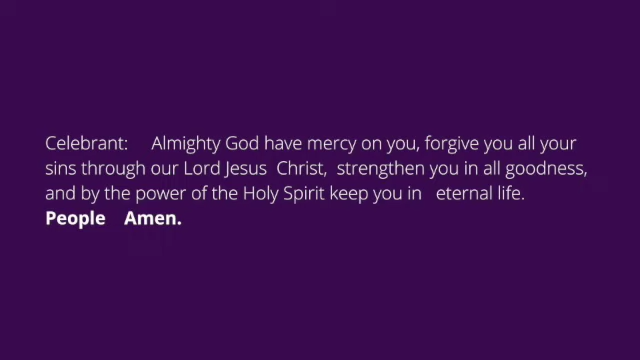 Celebrant: Almighty God have mercy on you, forgive you all your
sins through our Lord Jesus Christ, strengthen you in all goodness,
and by the power of the Holy Spirit keep you in eternal life.
People Amen.